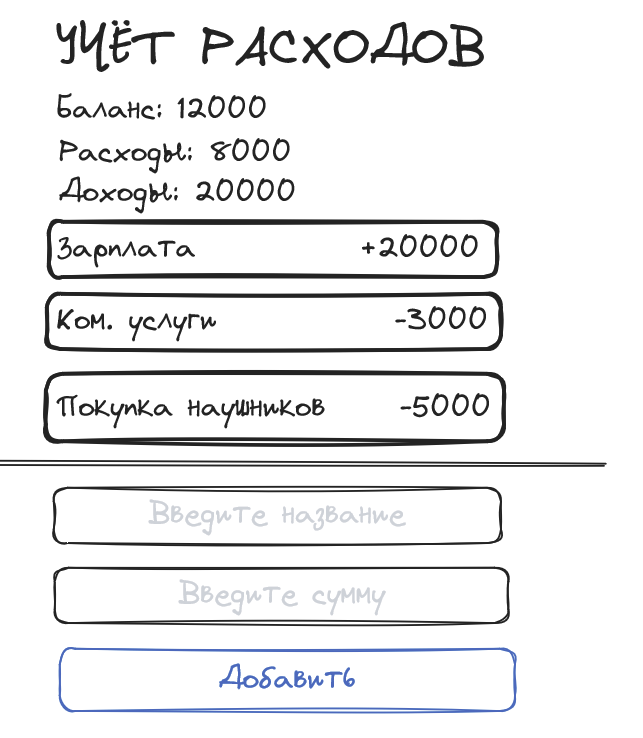 УЧЁТ РАСХОДОВ
Баланс: 12000
Расходы: 8000
Доходы: 20000
Зарплата +20000
Ком. услуги -3000
Покупка наушников -5000
Введите название
Введите сумму
Добавить